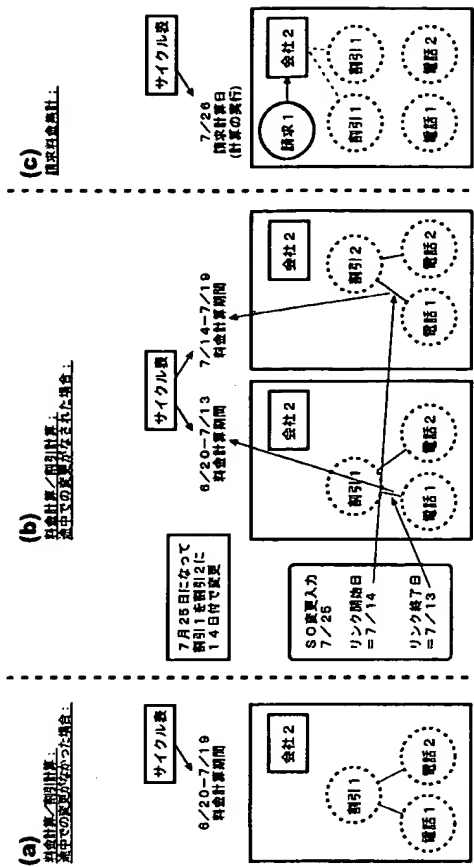 (a)
料金計算/割引計算:
途中での変更がなかった場合:
サイクル表
6/20-7/19
料金計算期間
会社2
割引1
電話1
電話2
(b)
料金計算/割引計算:
途中での変更がなされた場合:
7月25日になって
割引1を割引2に
14日付で変更
サイクル表
6/20-7/13
料金計算期間
7/14-7/19
料金計算期間
SO変更入力
7/25
リンク開始日
=7/14
リンク終了日
=7/13
会社2
割引1
電話1
電話2
会社2
割引2
電話1
電話2
(c)
請求料金集計:
サイクル表
7/26
請求計算日
(計算の実行)
請求1
会社2
割引1
割引1
電話1
電話2